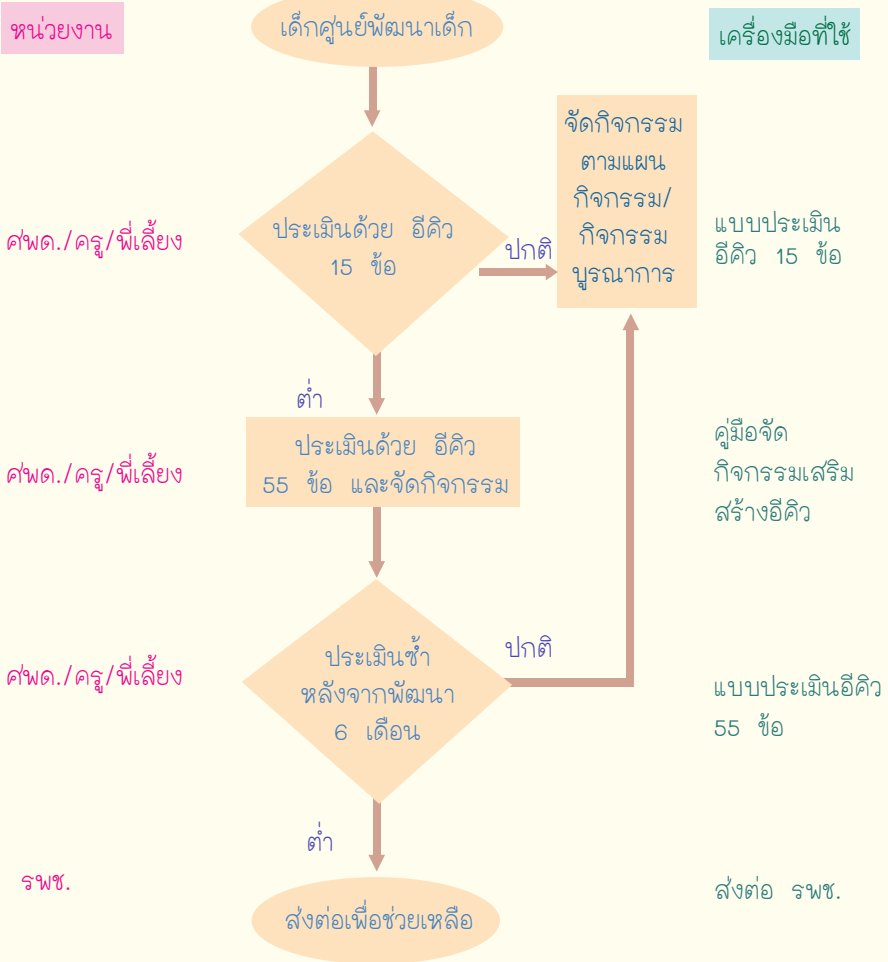 หน่วยงาน
เด็กศูนย์พัฒนาเด็ก
เครื่องมือที่ใช้
จัดกิจกรรม
ตามแผน
กิจกรรม/
กิจกรรม
บูรณาการ
ศพด./ครู/พี่เลี้ยง
ประเมินด้วย อีคิว
15 ข้อ
ปกติ
แบบประเมิน
อีคิว 15 ข้อ
ต่ำ
ศพด./ครู/พี่เลี้ยง
ประเมินด้วย อีคิว
55 ข้อ และจัดกิจกรรม
คู่มือจัด
กิจกรรมเสริม
สร้างอีคิว
ศพด./ครู/พี่เลี้ยง
ประเมินซ้ำ
หลังจากพัฒนา
6 เดือน
ปกติ
แบบประเมินอีคิว
55 ข้อ
ต่ำ
รพช.
ส่งต่อเพื่อช่วยเหลือ
ส่งต่อ รพช.